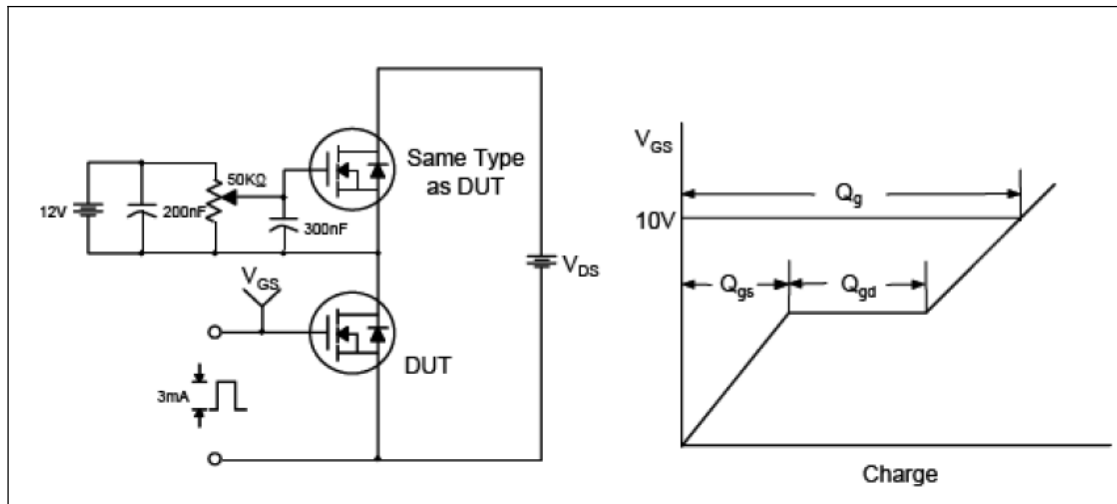 Same Type
as DUT
50KΩ
12V
200nF
300nF
V_GS
V_DS
DUT
3mA
V_GS
10V
Q_g
Q_gs
Q_gd
Charge